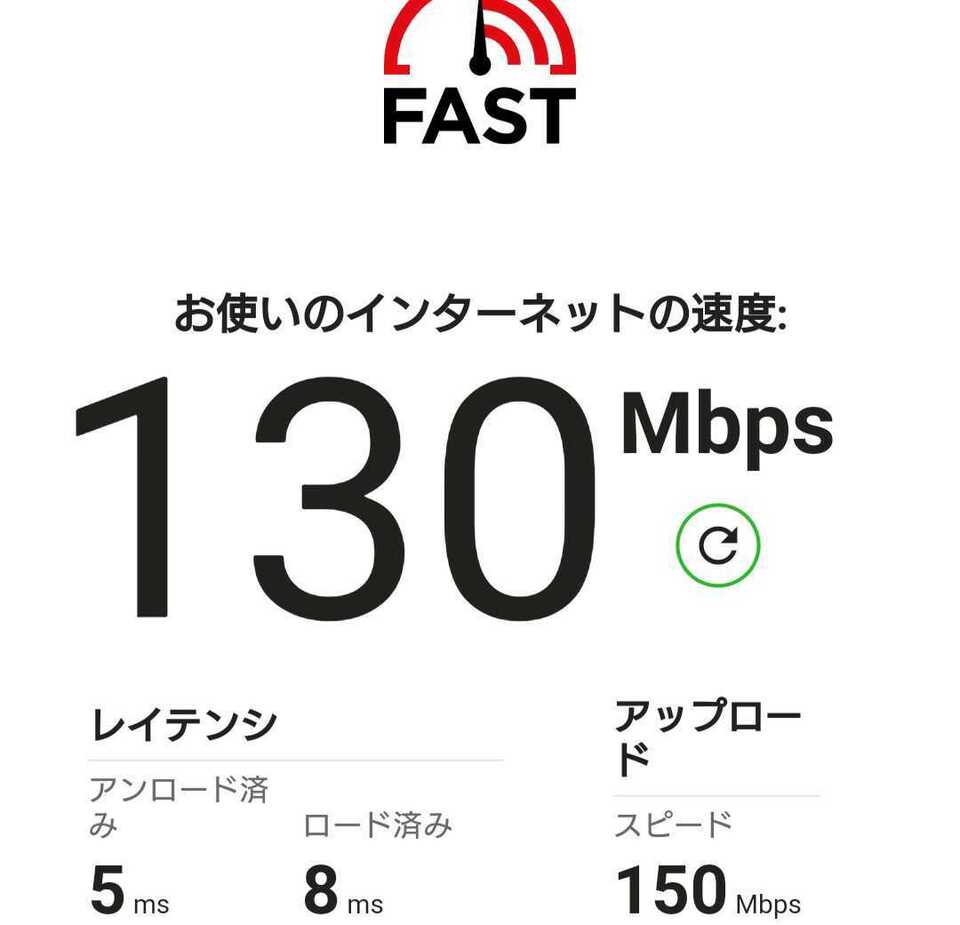 FAST
お使いのインターネットの速度:
130 Mbps
レイテンシ
アップロー
ド
アンロード済
み
ロード済み
スピード
5 ms
8 ms
150 Mbps